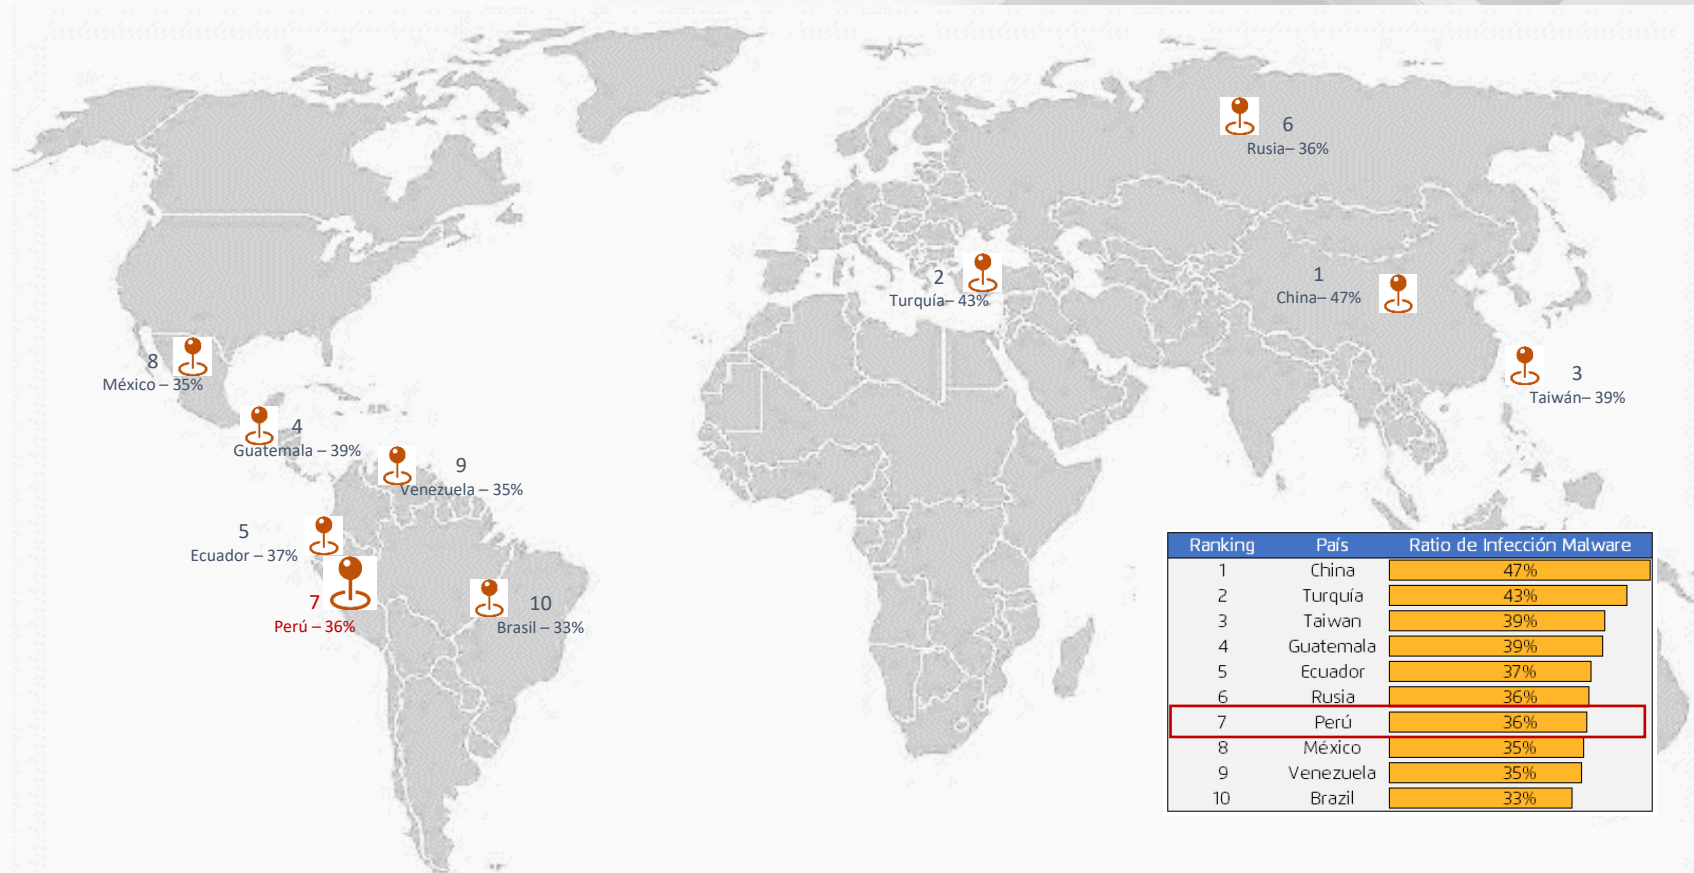 6
Rusia– 36%
2
Turquía– 43%
1
China– 47%
8
México – 35%
3
Taiwán– 39%
4
Guatemala – 39%
9
Venezuela – 35%
5
Ecuador – 37%
7
Perú – 36%
10
Brasil – 33%
Ranking País Ratio de Infección Malware
1 China 47%
2 Turquía 43%
3 Taiwan 39%
4 Guatemala 39%
5 Ecuador 37%
6 Rusia 36%
7 Perú 36%
8 México 35%
9 Venezuela 35%
10 Brazil 33%